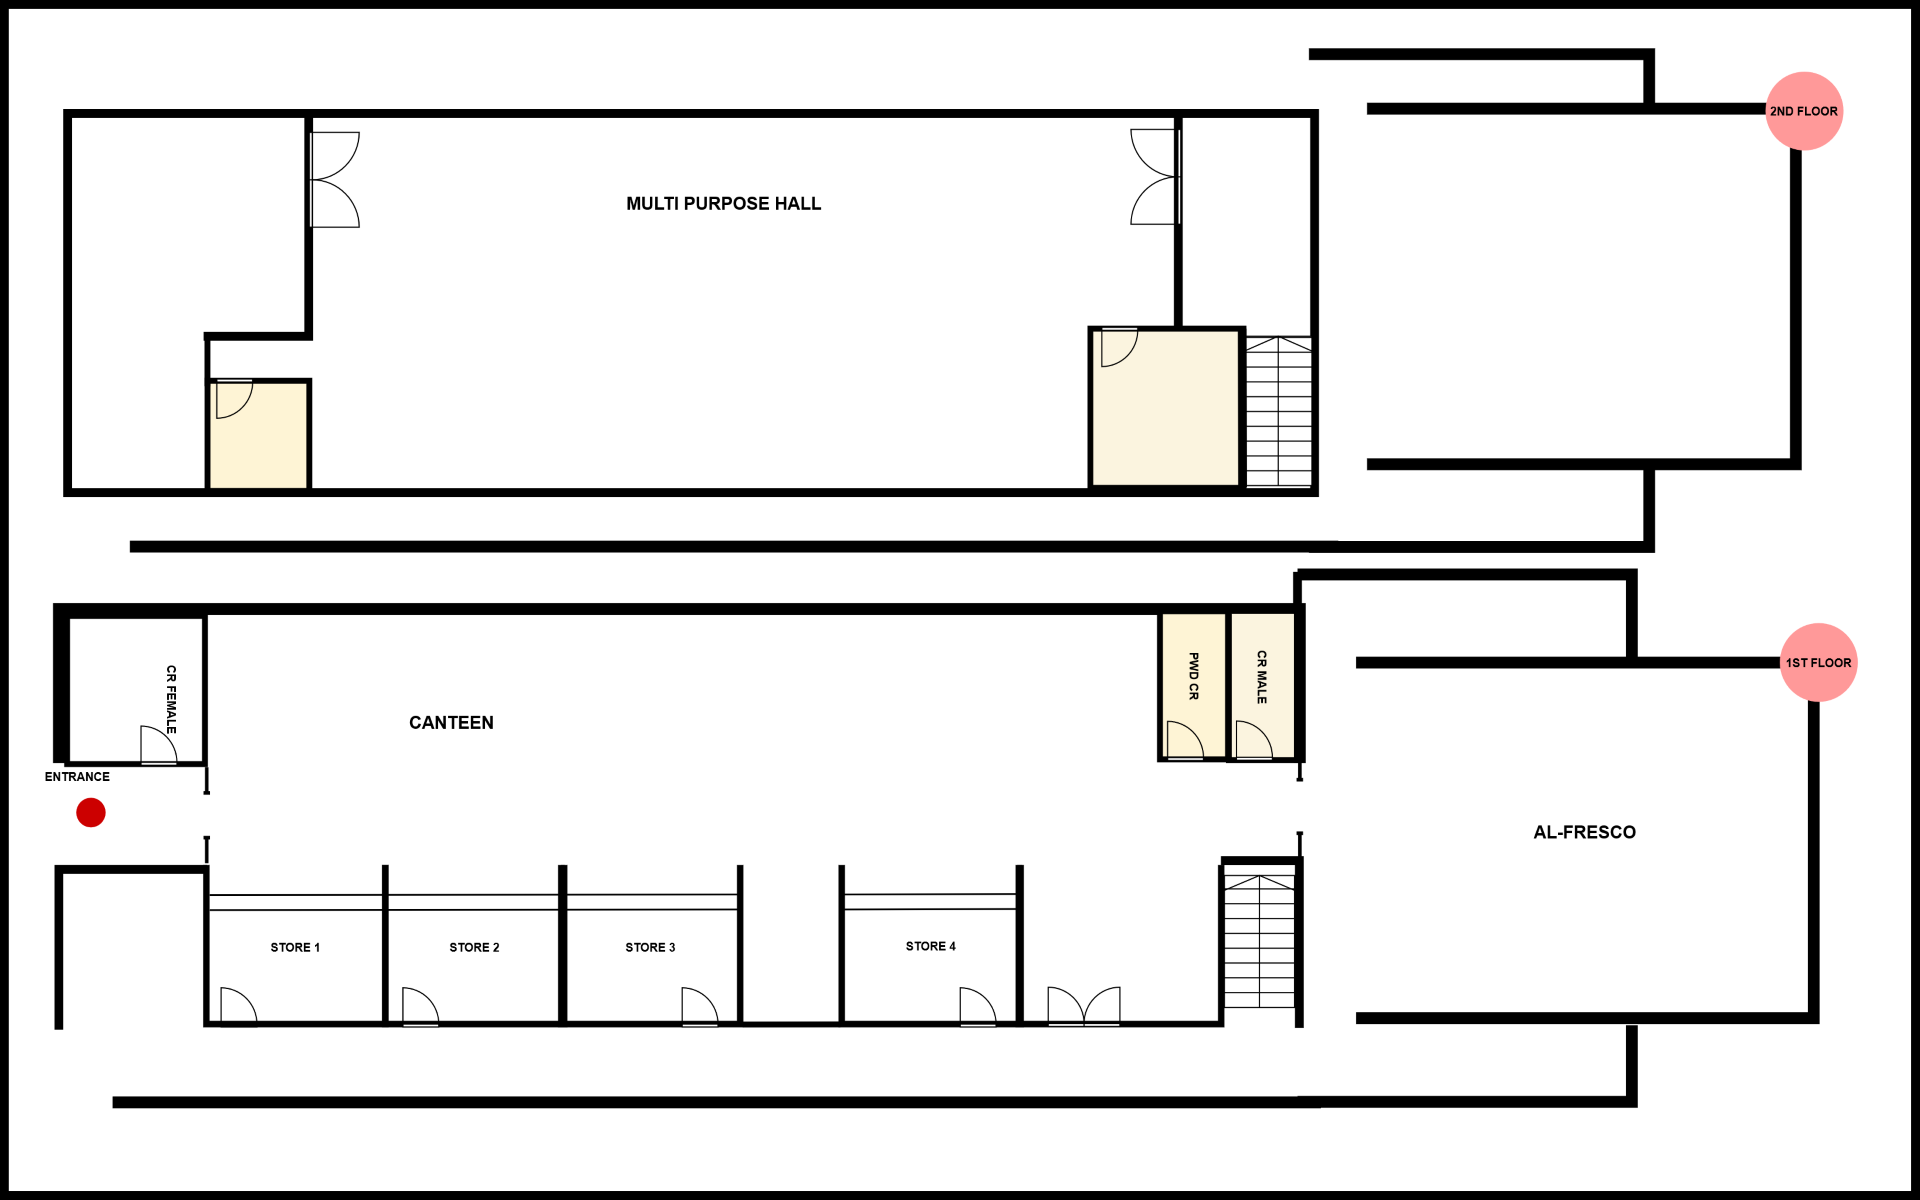 2ND FLOOR
MULTI PURPOSE HALL
1ST FLOOR
CR FEMALE
PWD CR
CR MALE
CANTEEN
ENTRANCE
AL-FRESCO
STORE 1
STORE 2
STORE 3
STORE 4